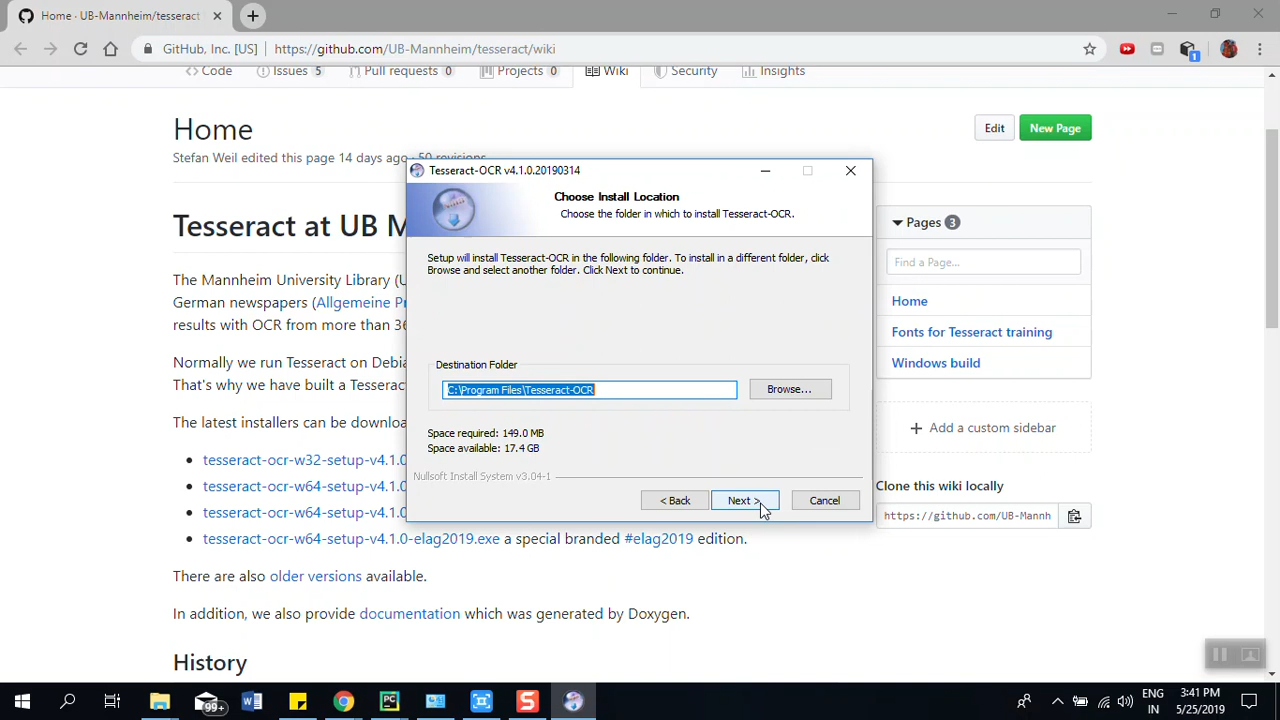 Home · UB-Mannheim/tesseract
GitHub, Inc. [US]
https://github.com/UB-Mannheim/tesseract/wiki
Code
Issues 5
Pull requests 0
Projects 0
Wiki
Security
Insights
Home
Edit
New Page
Stefan Weil edited this page 14 days ago · 50 revisions
Tesseract at UB M
The Mannheim University Library (U
German newspapers (Allgemeine Pr
results with OCR from more than 36
Normally we run Tesseract on Debia
That's why we have built a Tesserac
The latest installers can be downloa
tesseract-ocr-w32-setup-v4.1.0
tesseract-ocr-w64-setup-v4.1.0
tesseract-ocr-w64-setup-v4.1.0
tesseract-ocr-w64-setup-v4.1.0-elag2019.exe a special branded #elag2019 edition.
There are also older versions available.
In addition, we also provide documentation which was generated by Doxygen.
History
Tesseract-OCR v4.1.0.20190314
Choose Install Location
Choose the folder in which to install Tesseract-OCR.
Setup will install Tesseract-OCR in the following folder. To install in a different folder, click
Browse and select another folder. Click Next to continue.
Destination Folder
C:\Program Files\Tesseract-OCR
Browse...
Space required: 149.0 MB
Space available: 17.4 GB
Nullsoft Install System v3.04-1
< Back
Next >
Cancel
Pages 3
Find a Page...
Home
Fonts for Tesseract training
Windows build
Add a custom sidebar
Clone this wiki locally
https://github.com/UB-Mannh
1
99+
W
PC
S
ENG
IN
3:41 PM
5/25/2019